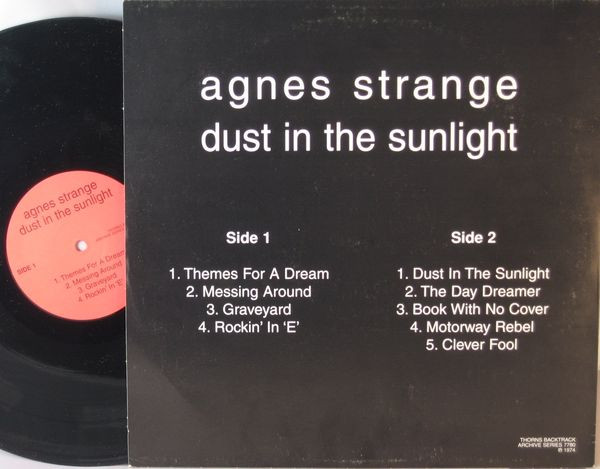 agnes strange
dust in the sunlight
Side 1
1. Themes For A Dream
2. Messing Around
3. Graveyard
4. Rockin' In 'E'
Side 2
1. Dust In The Sunlight
2. The Day Dreamer
3. Book With No Cover
4. Motorway Rebel
5. Clever Fool
THORNS BACKTRACK
ARCHIVE SERIES 7780
℗ 1974
agnes strange
dust in the sunlight
SIDE 1
1. Themes For A Dream
2. Messing Around
3. Graveyard
4. Rockin' In 'E'